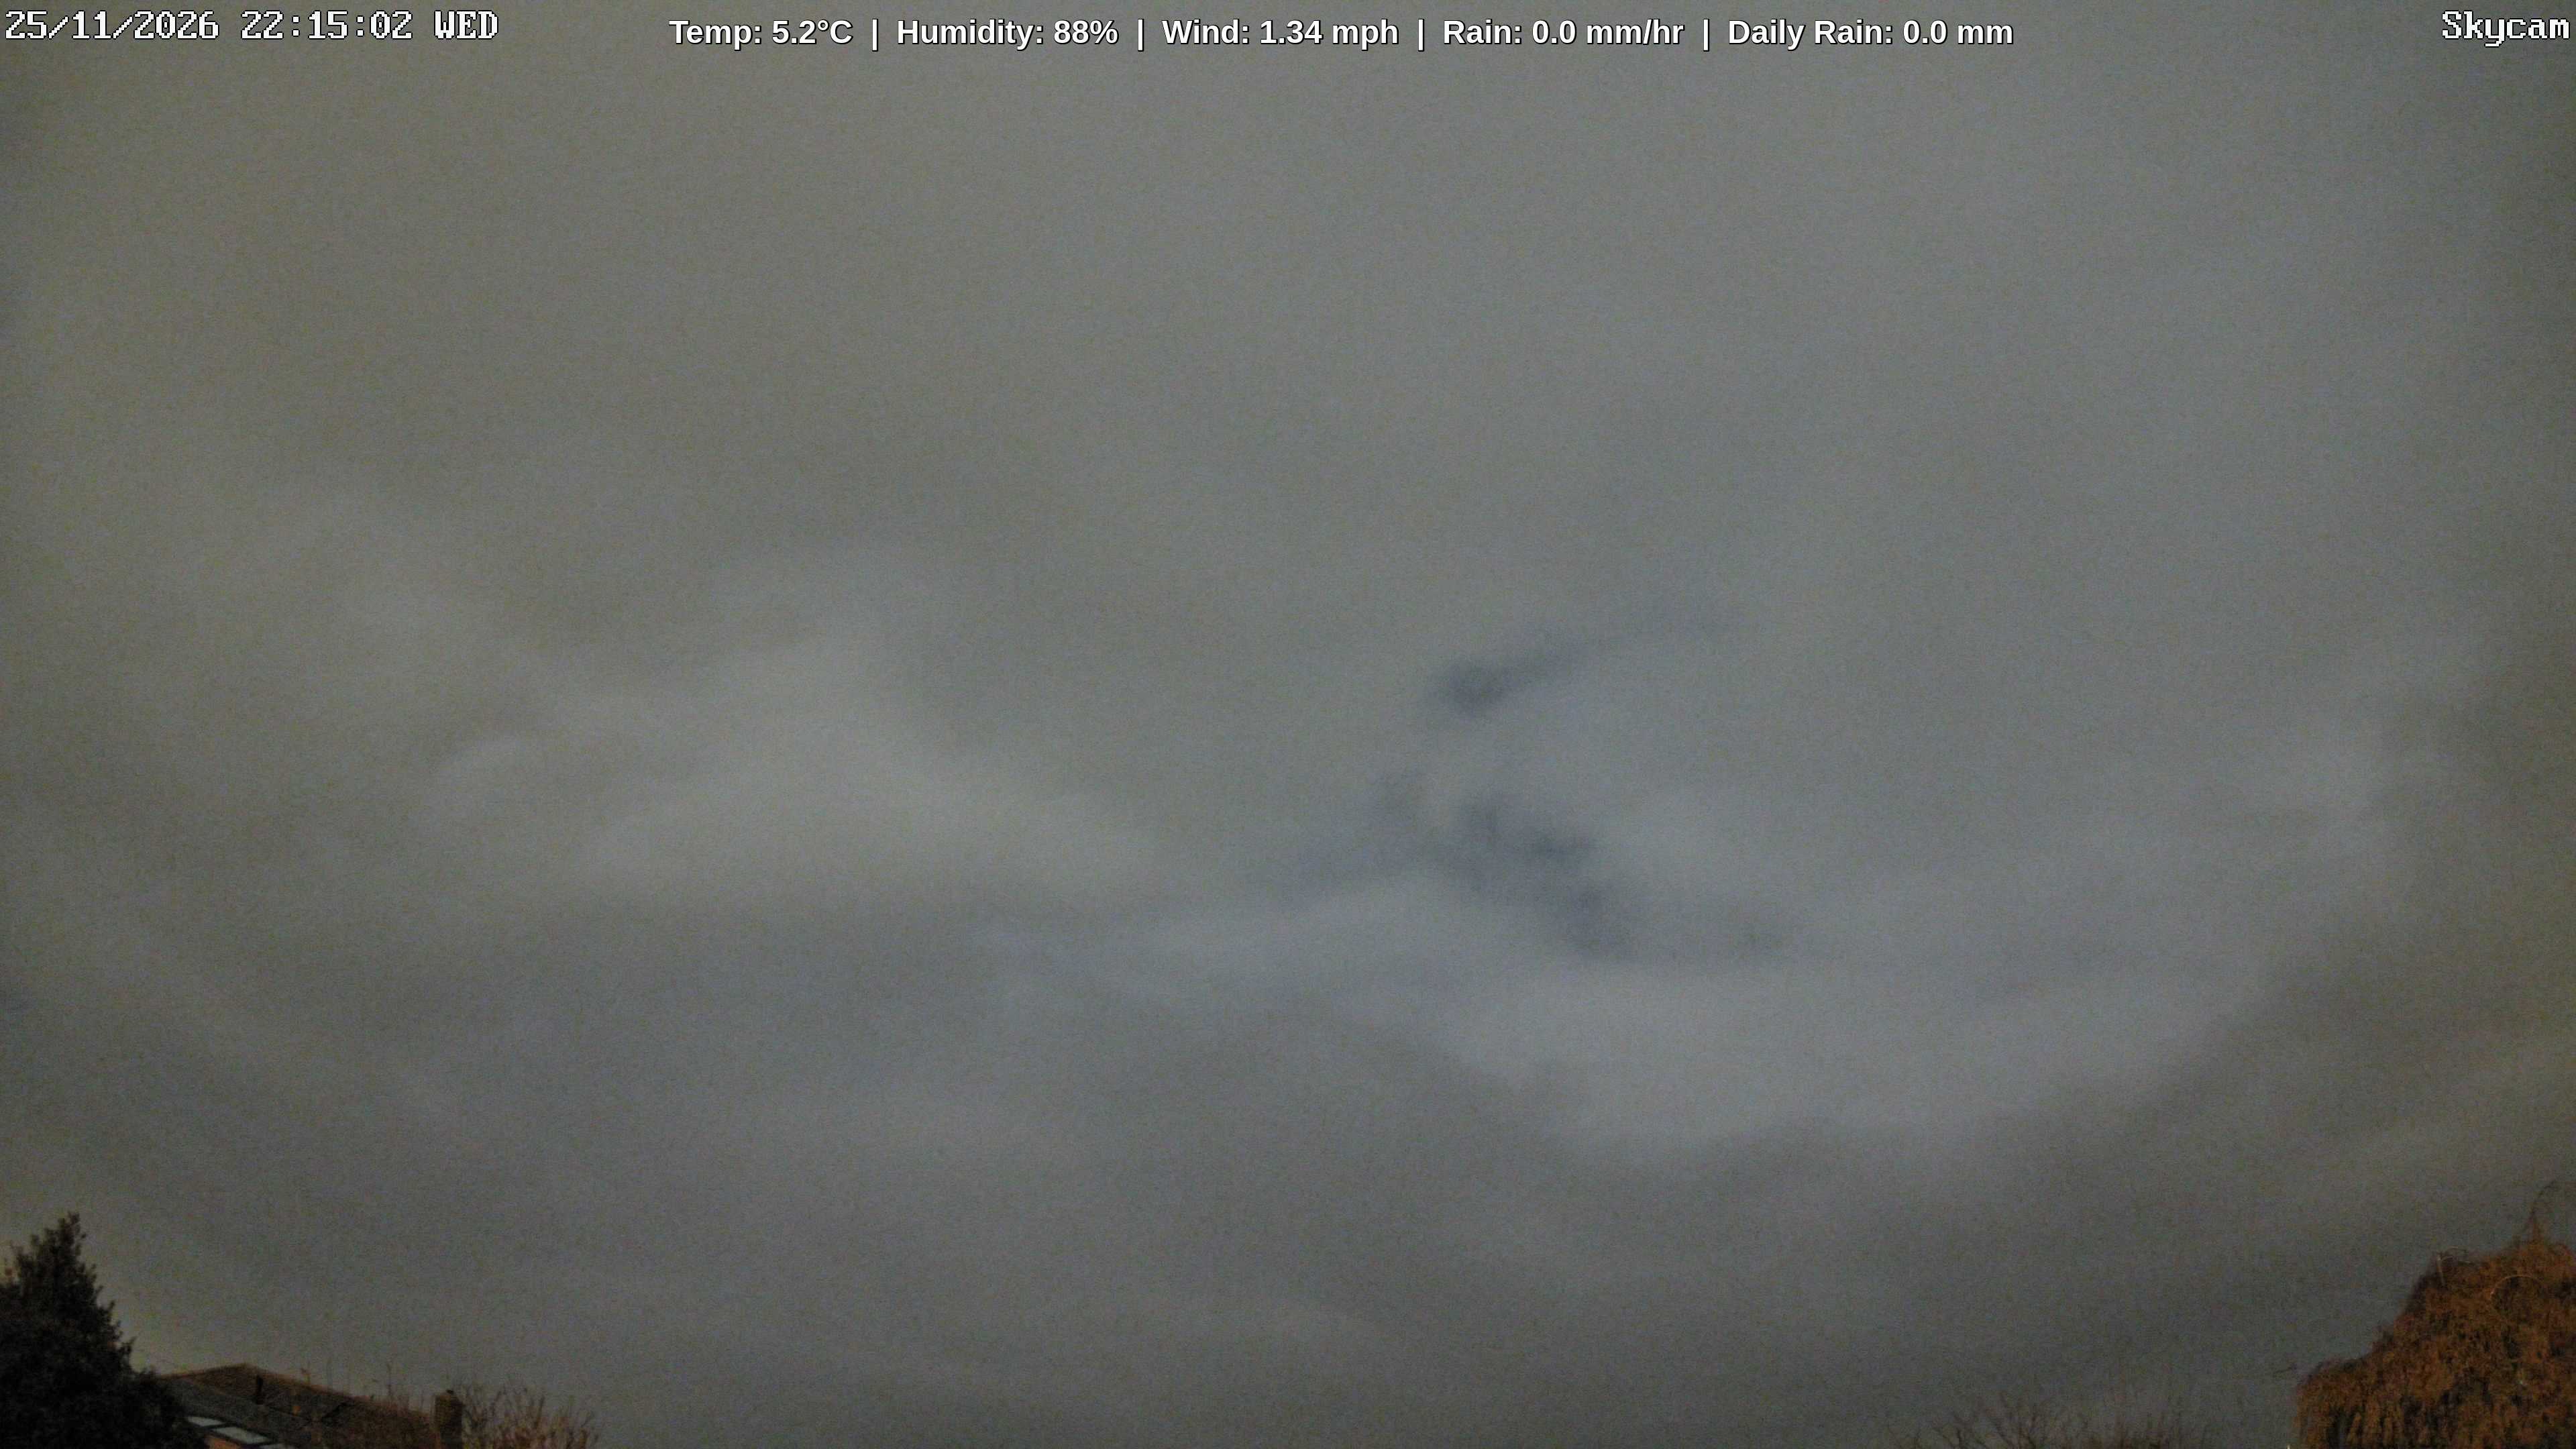 25/11/2026 22:15:02 WED
Temp: 5.2°C | Humidity: 88% | Wind: 1.34 mph | Rain: 0.0 mm/hr | Daily Rain: 0.0 mm
Skycam